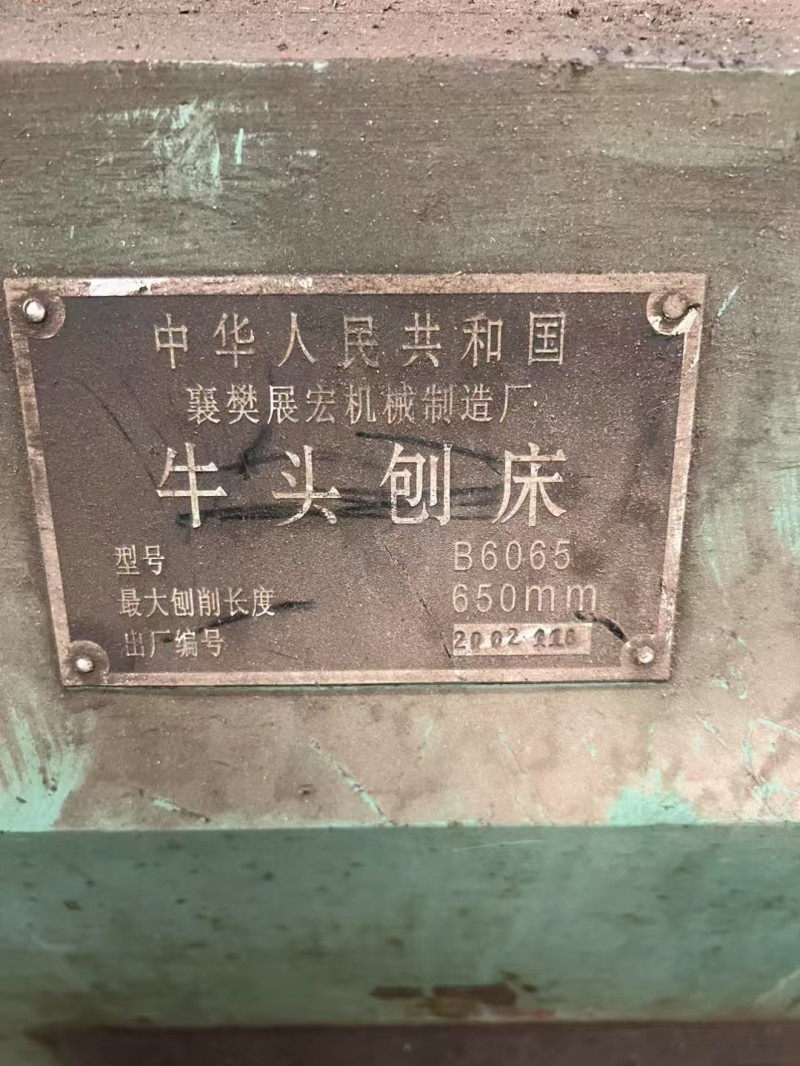 中华人民共和国
襄樊展宏机械制造厂
牛头刨床
型号 B6065
最大刨削长度 650mm
出厂编号